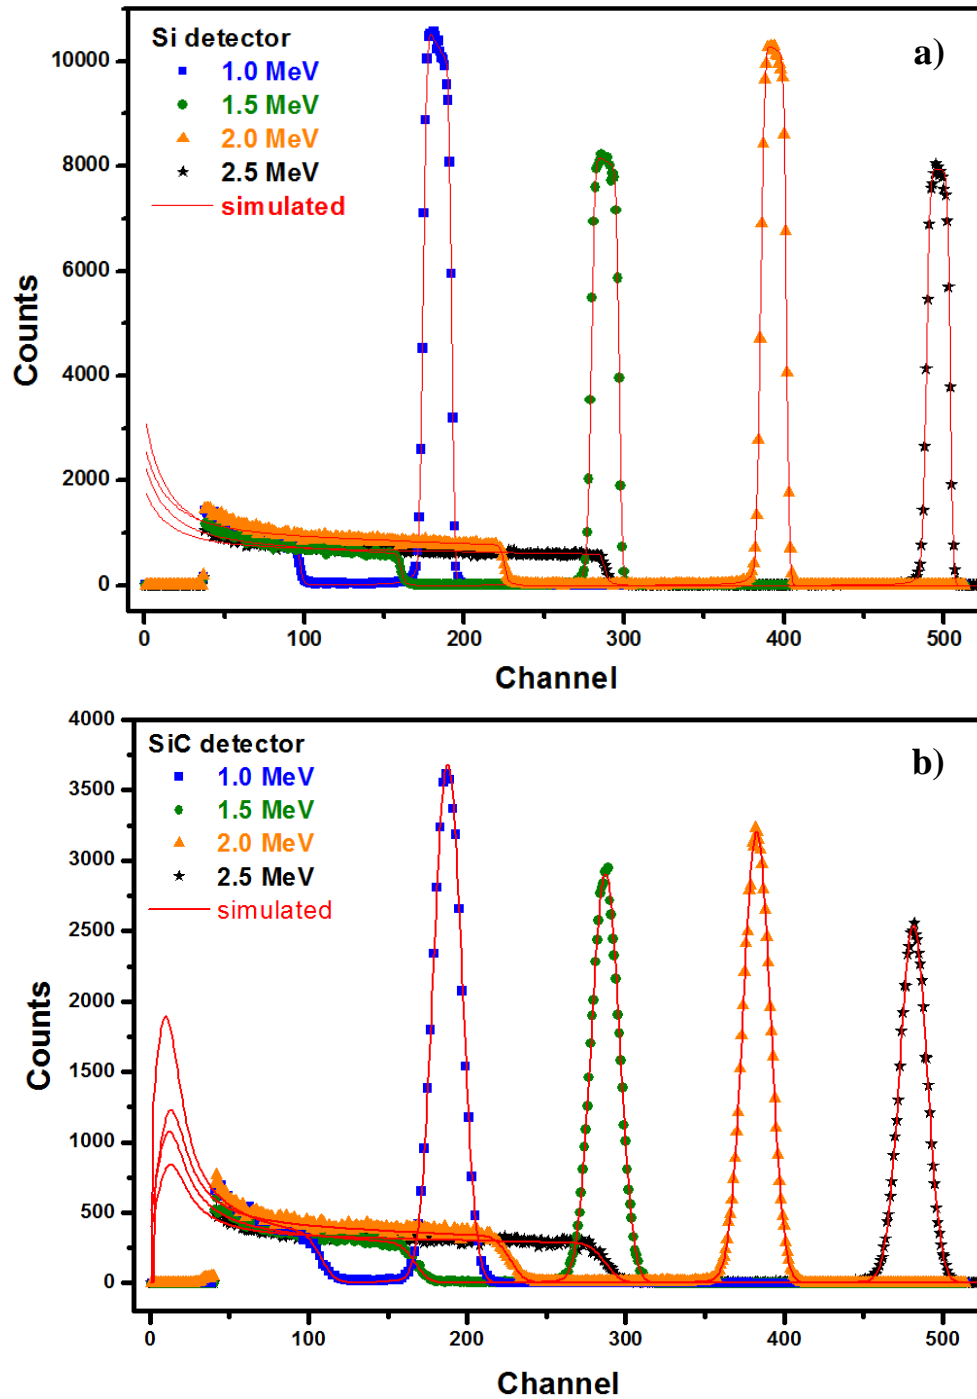 a)
Si detector
1.0 MeV
1.5 MeV
2.0 MeV
2.5 MeV
simulated
10000
8000
6000
4000
2000
0
Counts
0 100 200 300 400 500
Channel
b)
SiC detector
1.0 MeV
1.5 MeV
2.0 MeV
2.5 MeV
simulated
4000
3500
3000
2500
2000
1500
1000
500
0
Counts
0 100 200 300 400 500
Channel